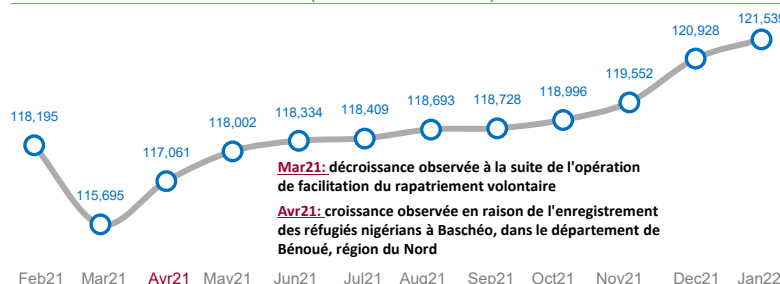 121,539
120,928
119,552
118,996
118,728
118,693
118,409
118,334
118,002
117,061
118,195
115,695
Mar21: décroissance observée à la suite de l'opération
de facilitation du rapatriement volontaire
Avr21: croissance observée en raison de l'enregistrement
des réfugiés nigérians à Baschéo, dans le département de
Bénoué, région du Nord
Feb21 Mar21 Avr21 May21 Jun21 Jul21 Aug21 Sep21 Oct21 Nov21 Dec21 Jan22